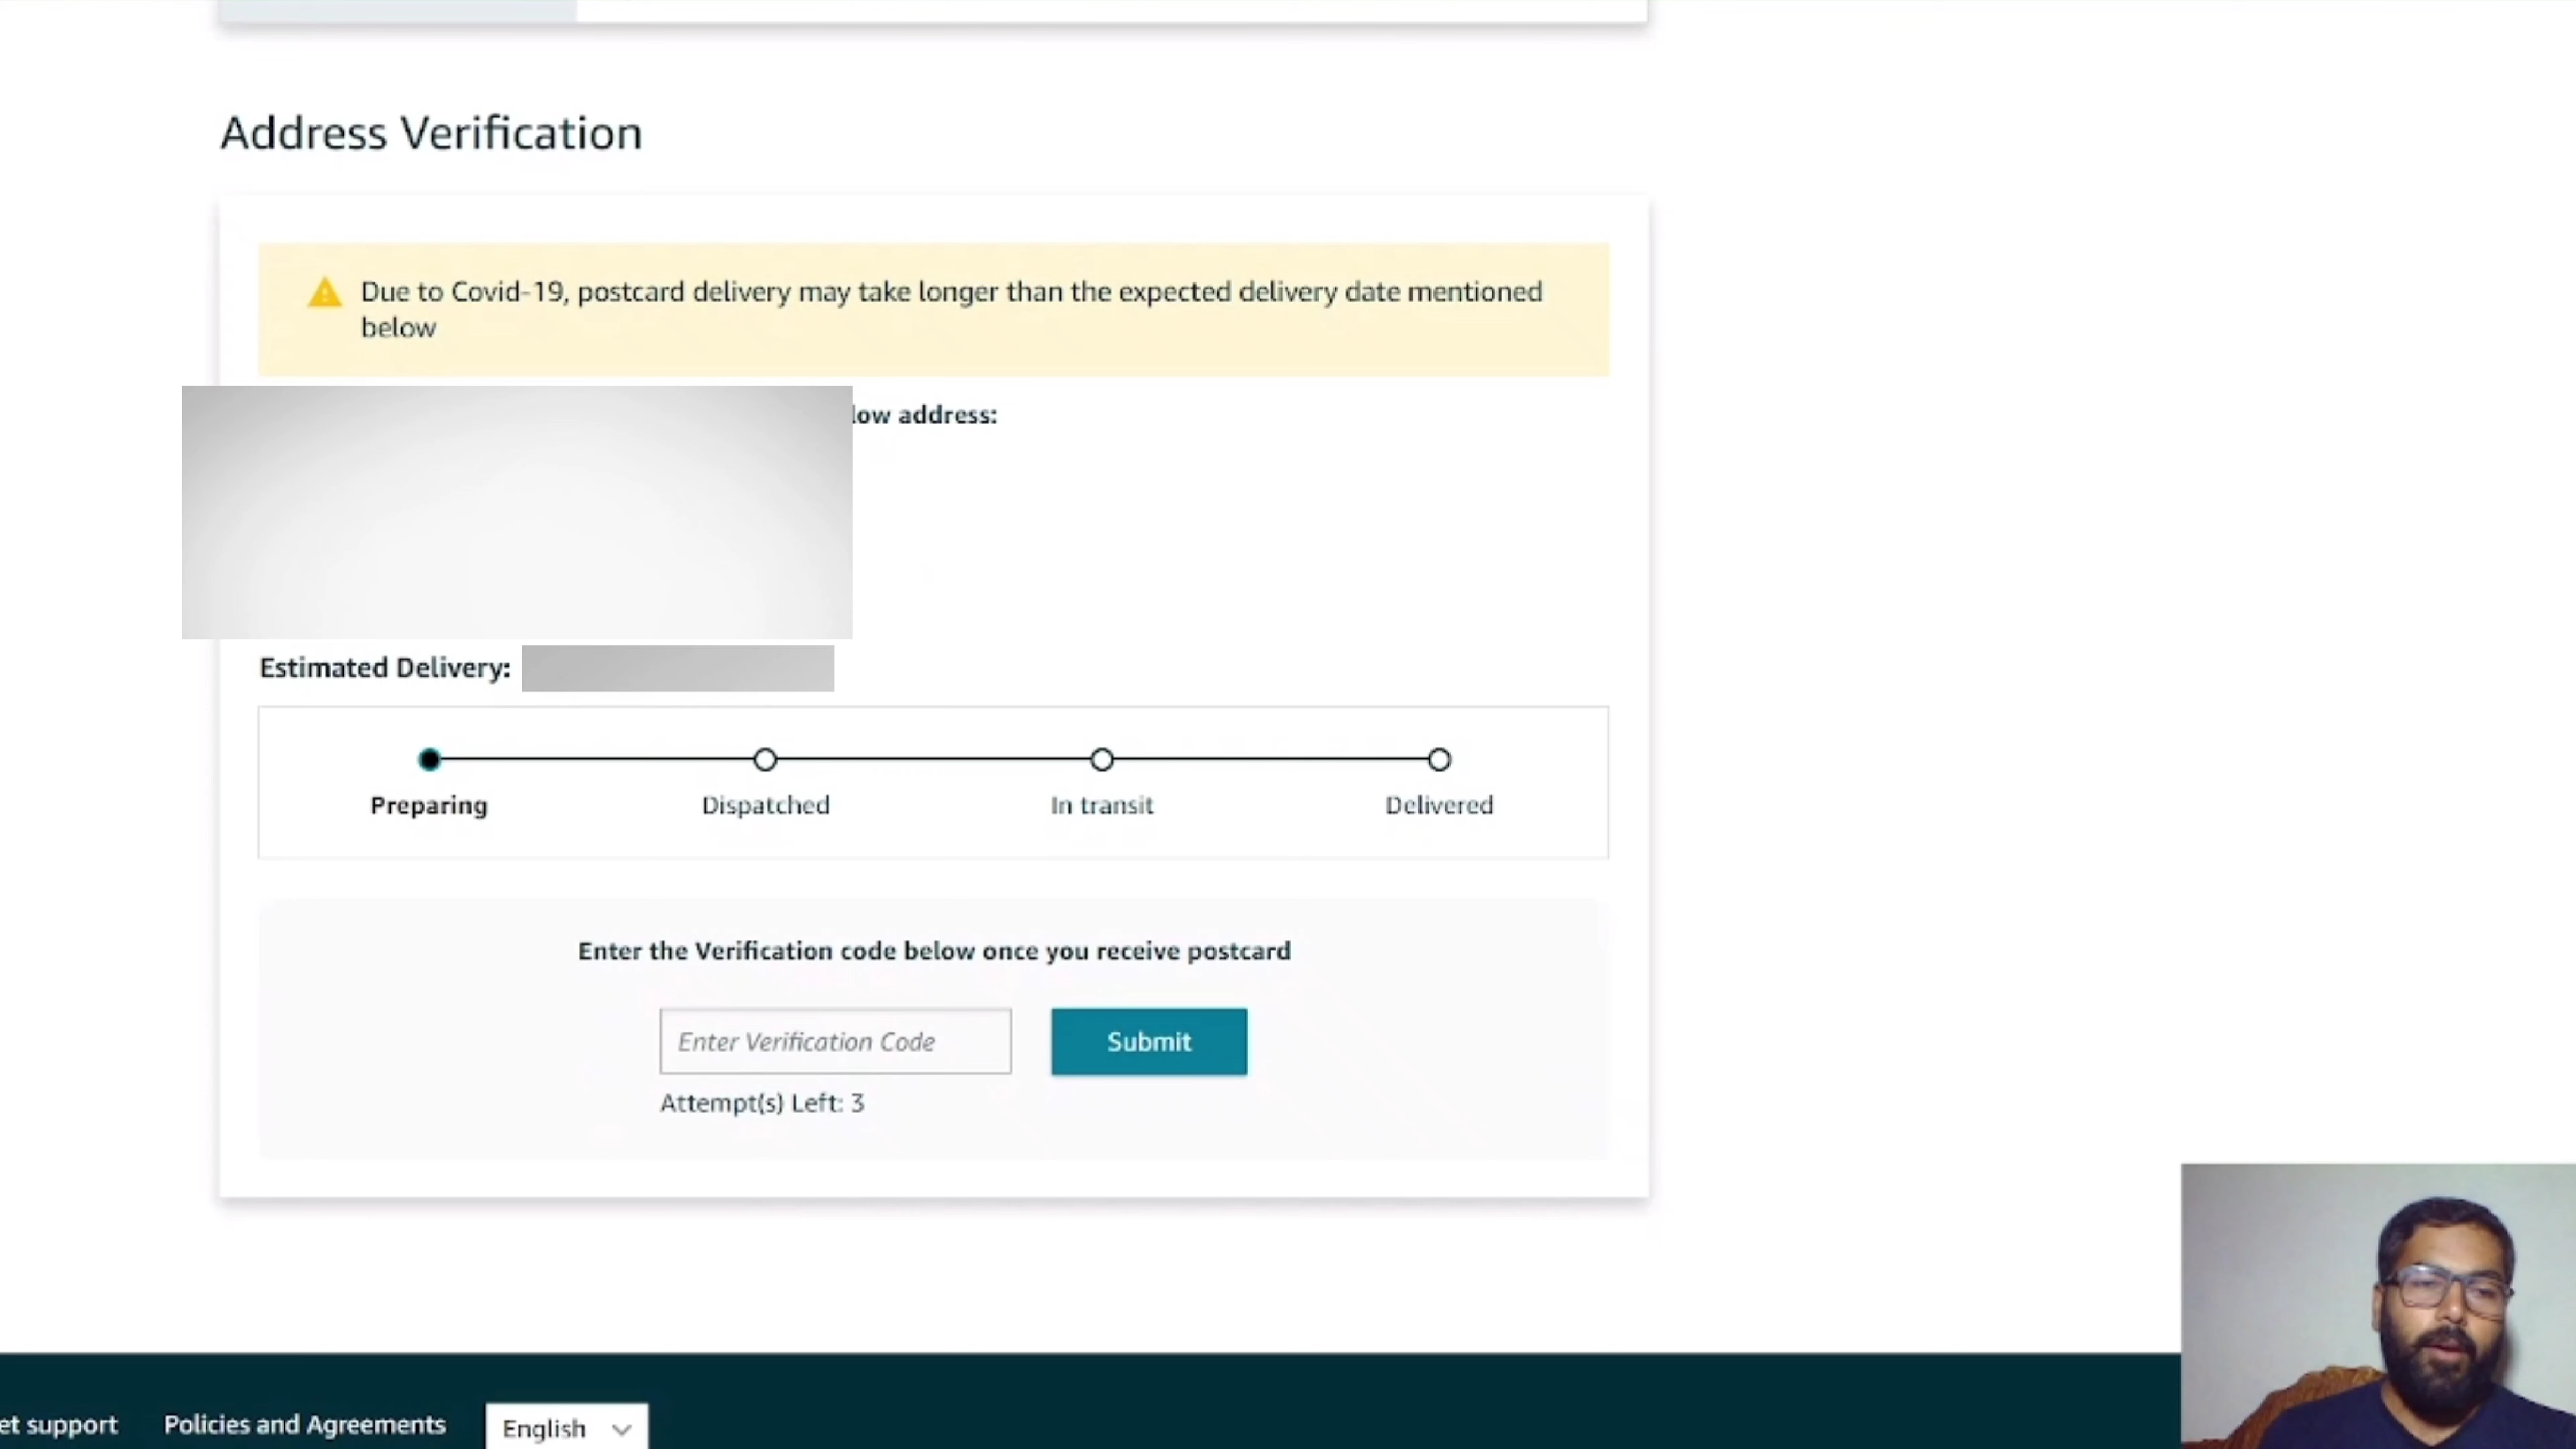 Address Verification
Due to Covid-19, postcard delivery may take longer than the expected delivery date mentioned
below
address:
Estimated Delivery:
Preparing
Dispatched
In transit
Delivered
Enter the Verification code below once you receive postcard
Enter Verification Code
Submit
Attempt(s) Left: 3
support
Policies and Agreements
English